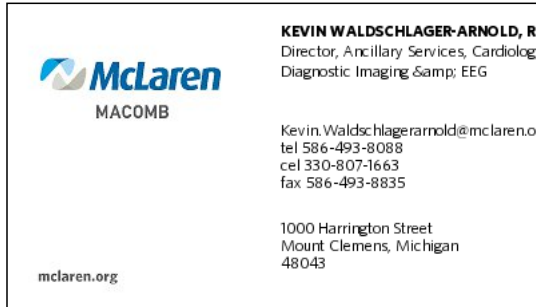 KEVIN WALDSCHLAGER-ARNOLD, R
Director, Ancillary Services, Cardiology
Diagnostic Imaging &amp; EEG
McLaren
MACOMB
Kevin.Waldschlagerarnold@mclaren.o
tel 586-493-8088
cel 330-807-1663
fax 586-493-8835
1000 Harrington Street
Mount Clemens, Michigan
48043
mclaren.org